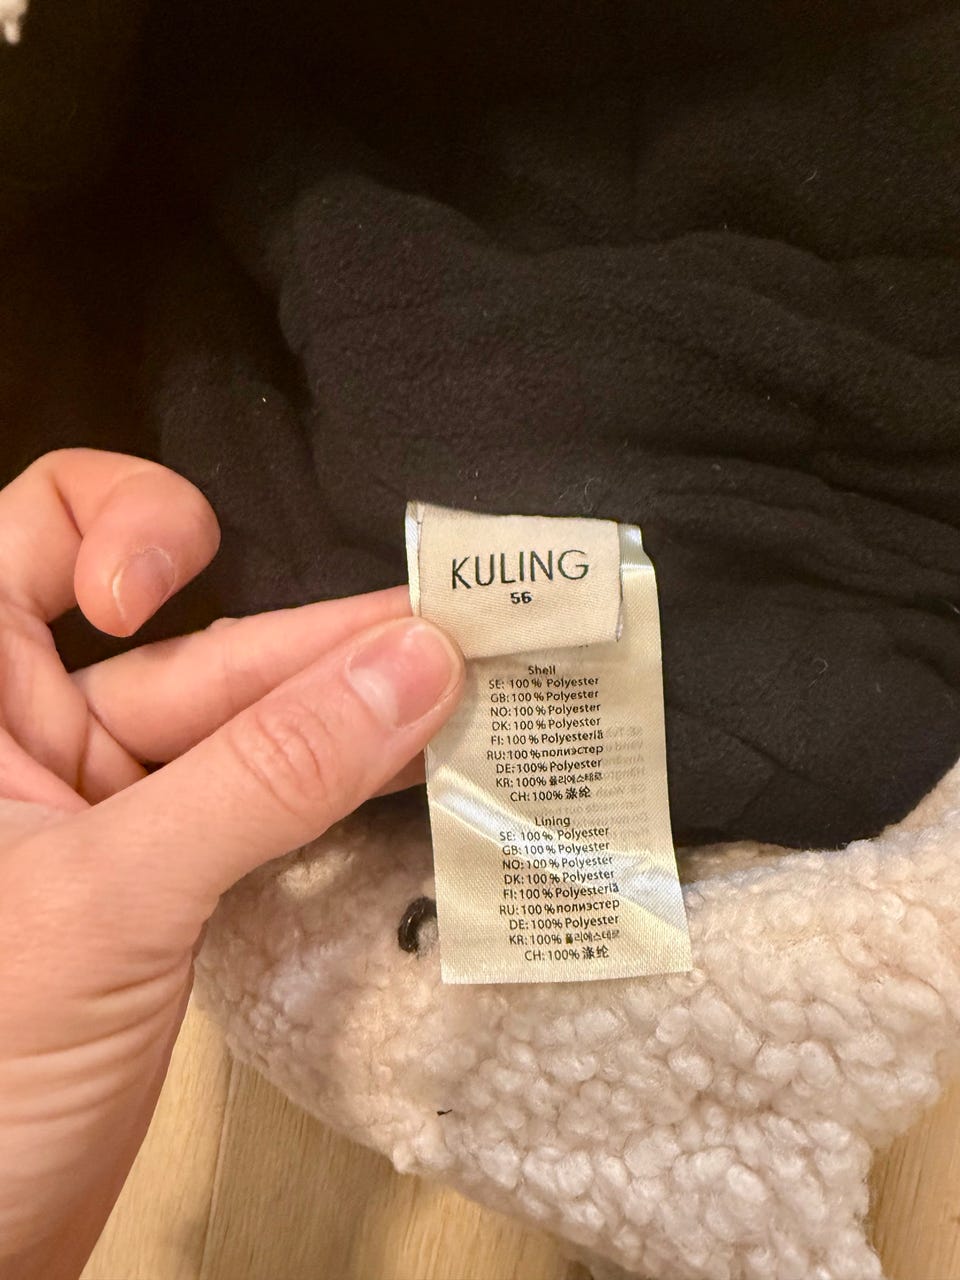 KULING
56
Shell
SE: 100% Polyester
GB: 100% Polyester
NO: 100% Polyester
DK: 100% Polyester
FI: 100% Polyesteriä
RU: 100% полиэстер
DE: 100% Polyester
KR: 100% 폴리에스테르
CH: 100% 涤纶
Lining
SE: 100% Polyester
GB: 100% Polyester
NO: 100% Polyester
DK: 100% Polyester
FI: 100% Polyesteriä
RU: 100% полиэстер
DE: 100% Polyester
KR: 100% 폴리에스테르
CH: 100% 涤纶